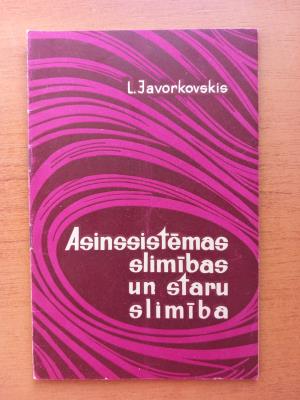 L. Javorkovskis
Asinssistēmas
slimības
un staru
slimība